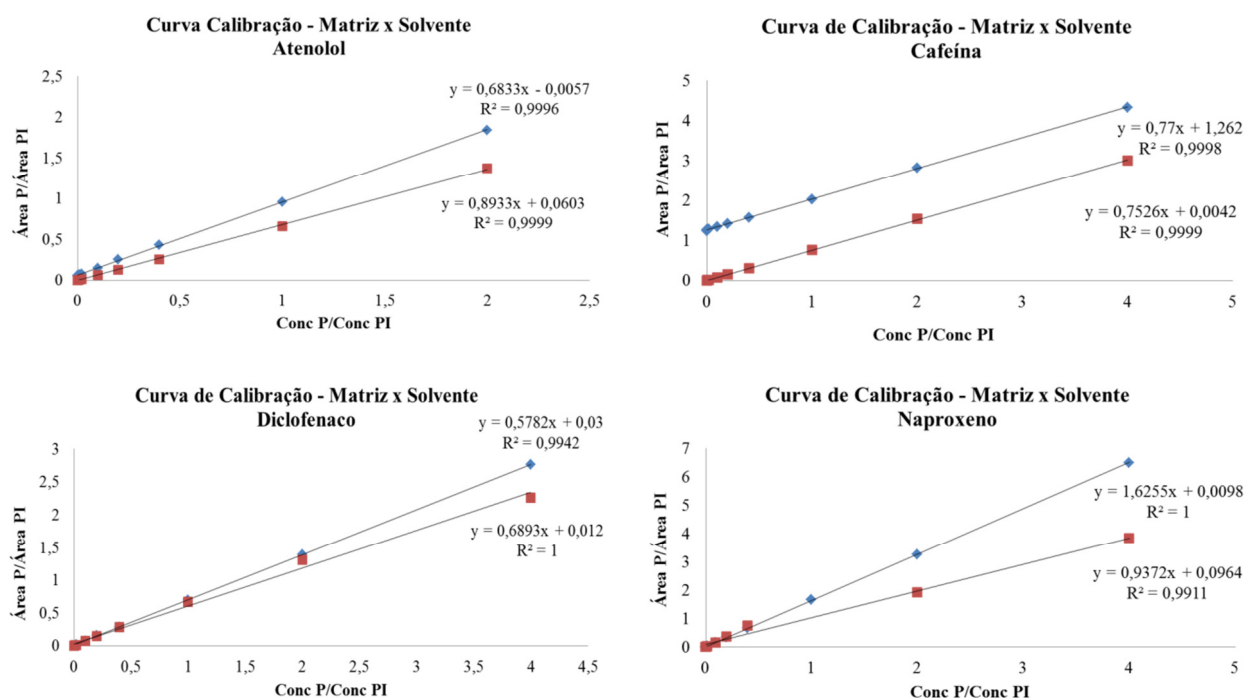 Curva Calibração - Matriz x Solvente
Atenolol
y = 0,6833x - 0,0057
R² = 0,9996
y = 0,8933x + 0,0603
R² = 0,9999
Área P/Área PI
2,5
2
1,5
1
0,5
0
0
0,5
1
1,5
2
2,5
Conc P/Conc PI
Curva de Calibração - Matriz x Solvente
Cafeína
y = 0,77x + 1,262
R² = 0,9998
y = 0,7526x + 0,0042
R² = 0,9999
Área P/Área PI
5
4
3
2
1
0
0
1
2
3
4
5
Conc P/Conc PI
Curva de Calibração - Matriz x Solvente
Diclofenaco
y = 0,5782x + 0,03
R² = 0,9942
y = 0,6893x + 0,012
R² = 1
Área P/Área PI
3
2,5
2
1,5
1
0,5
0
0
0,5
1
1,5
2
2,5
3
3,5
4
4,5
Conc P/Conc PI
Curva de Calibração - Matriz x Solvente
Naproxeno
y = 1,6255x + 0,0098
R² = 1
y = 0,9372x + 0,0964
R² = 0,9911
Área P/Área PI
7
6
5
4
3
2
1
0
0
1
2
3
4
5
Conc P/Conc PI